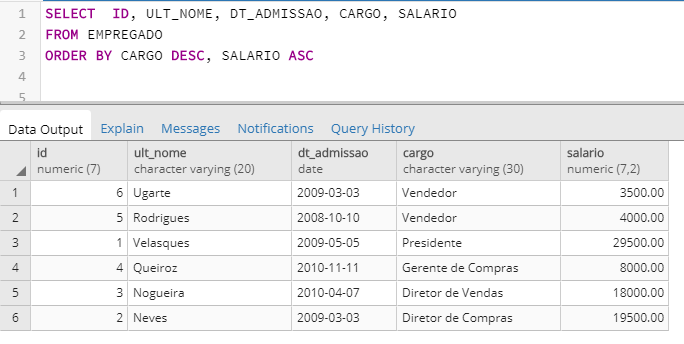 1 SELECT  ID, ULT_NOME, DT_ADMISSAO, CARGO, SALARIO
2 FROM EMPREGADO
3 ORDER BY CARGO DESC, SALARIO ASC
4
5
Data Output Explain Messages Notifications Query History
id ult_nome dt_admissao cargo salario
numeric (7) character varying (20) date character varying (30) numeric (7,2)
1 6 Ugarte 2009-03-03 Vendedor 3500.00
2 5 Rodrigues 2008-10-10 Vendedor 4000.00
3 1 Velasques 2009-05-05 Presidente 29500.00
4 4 Queiroz 2010-11-11 Gerente de Compras 8000.00
5 3 Nogueira 2010-04-07 Diretor de Vendas 18000.00
6 2 Neves 2009-03-03 Diretor de Compras 19500.00